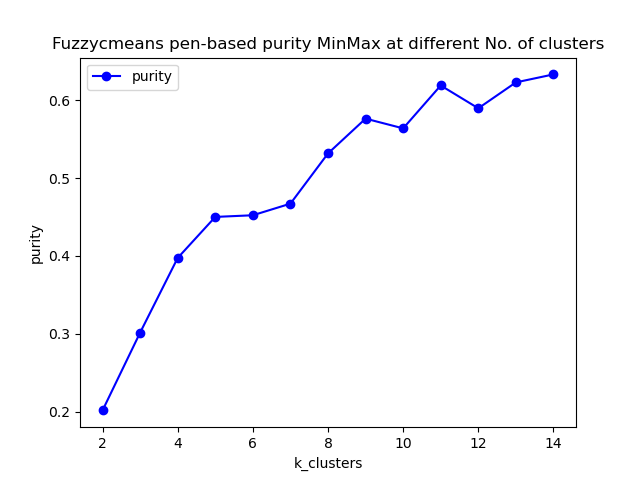 Fuzzycmeans pen-based purity MinMax at different No. of clusters
purity
0.6
0.5
0.4
0.3
0.2
purity
2 4 6 8 10 12 14
k_clusters